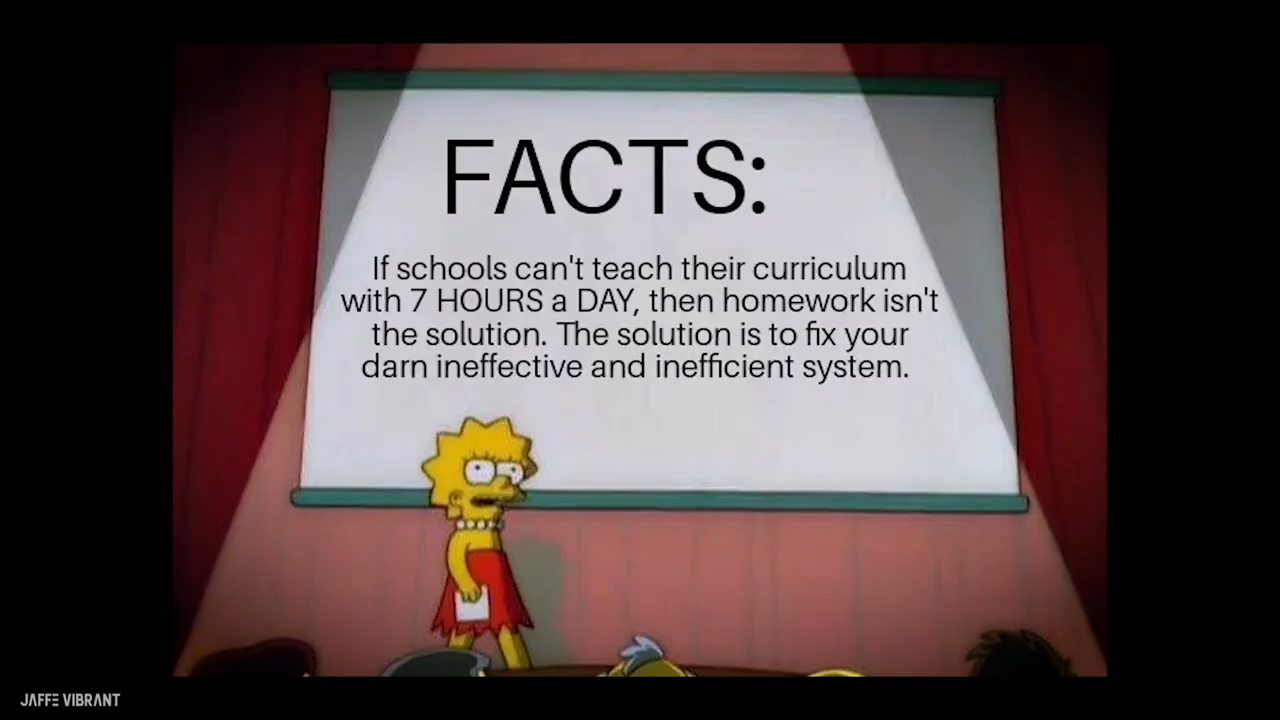 FACTS:
If schools can't teach their curriculum
with 7 HOURS a DAY, then homework isn't
the solution. The solution is to fix your
darn ineffective and inefficient system.
JAFFE VIBRANT